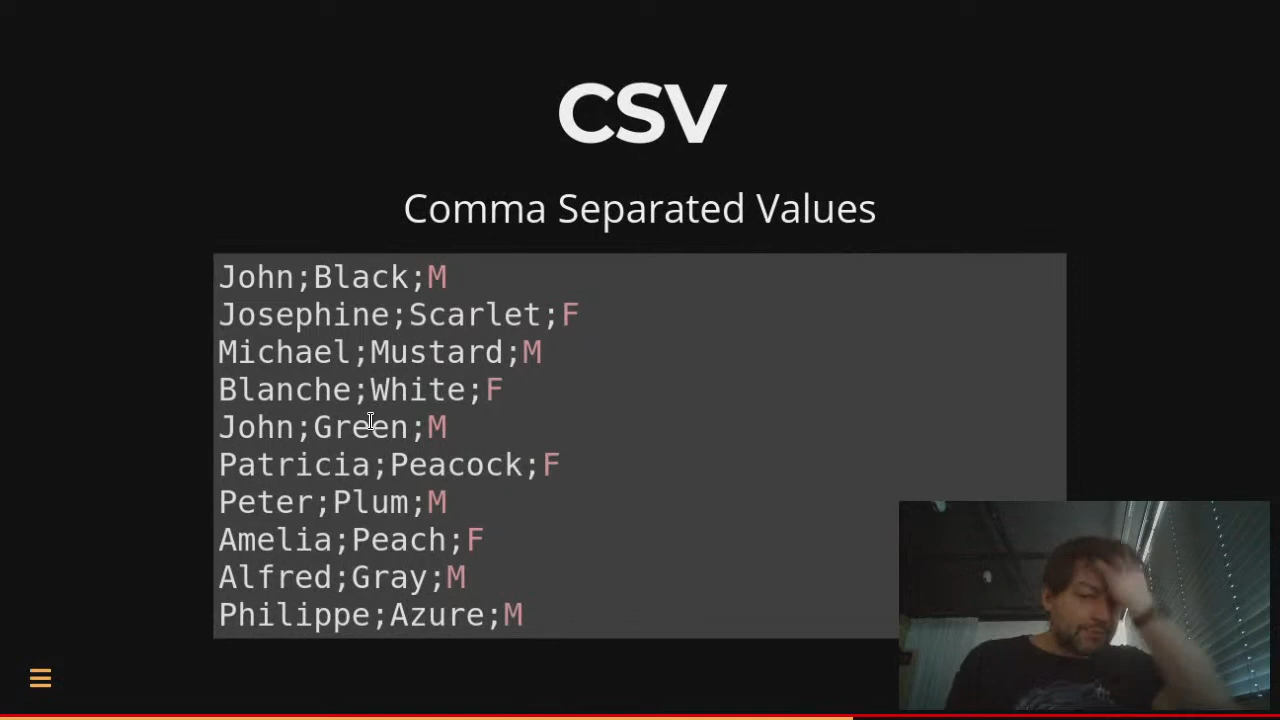 CSV
Comma Separated Values
John;Black;M
Josephine;Scarlet;F
Michael;Mustard;M
Blanche;White;F
John;Green;M
Patricia;Peacock;F
Peter;Plum;M
Amelia;Peach;F
Alfred;Gray;M
Philippe;Azure;M